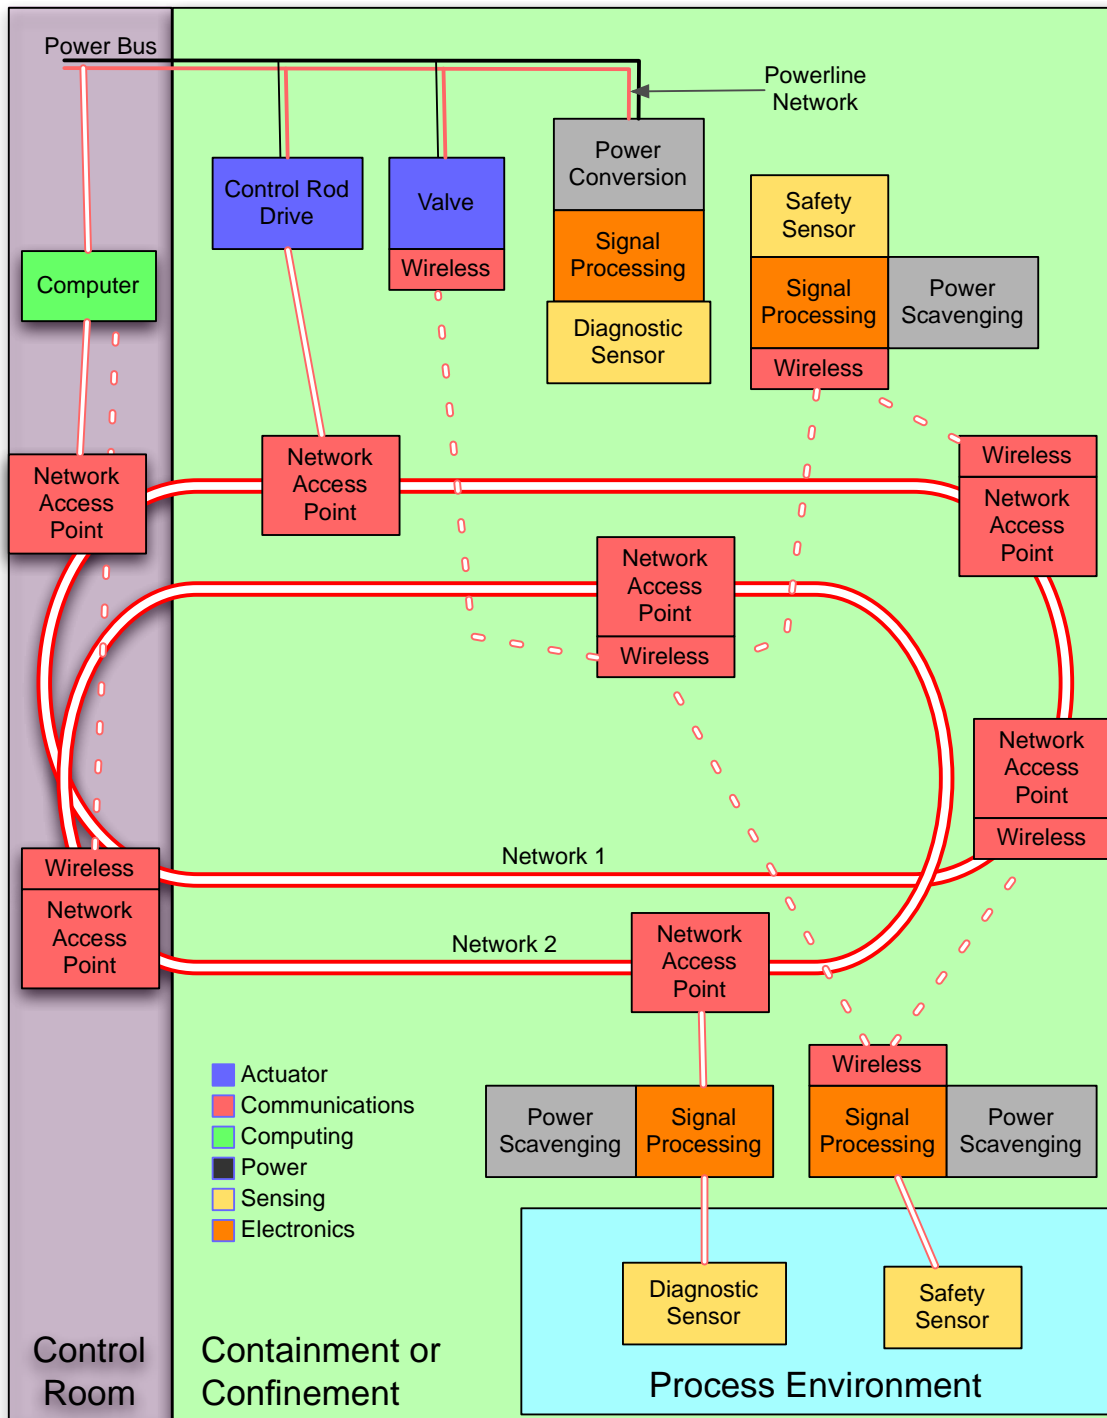 Power Bus
Powerline
Network
Power
Conversion
Control Rod
Drive
Valve
Safety
Sensor
Signal
Processing
Wireless
Computer
Signal
Processing
Power
Scavenging
Diagnostic
Sensor
Wireless
Network
Access
Point
Network
Access
Point
Wireless
Network
Access
Point
Network
Access
Point
Wireless
Network
Access
Point
Wireless
Network 1
Wireless
Network
Access
Point
Network 2
Network
Access
Point
Wireless
Actuator
Communications
Computing
Power
Sensing
Electronics
Power
Scavenging
Signal
Processing
Signal
Processing
Power
Scavenging
Diagnostic
Sensor
Safety
Sensor
Control
Room
Containment or
Confinement
Process Environment